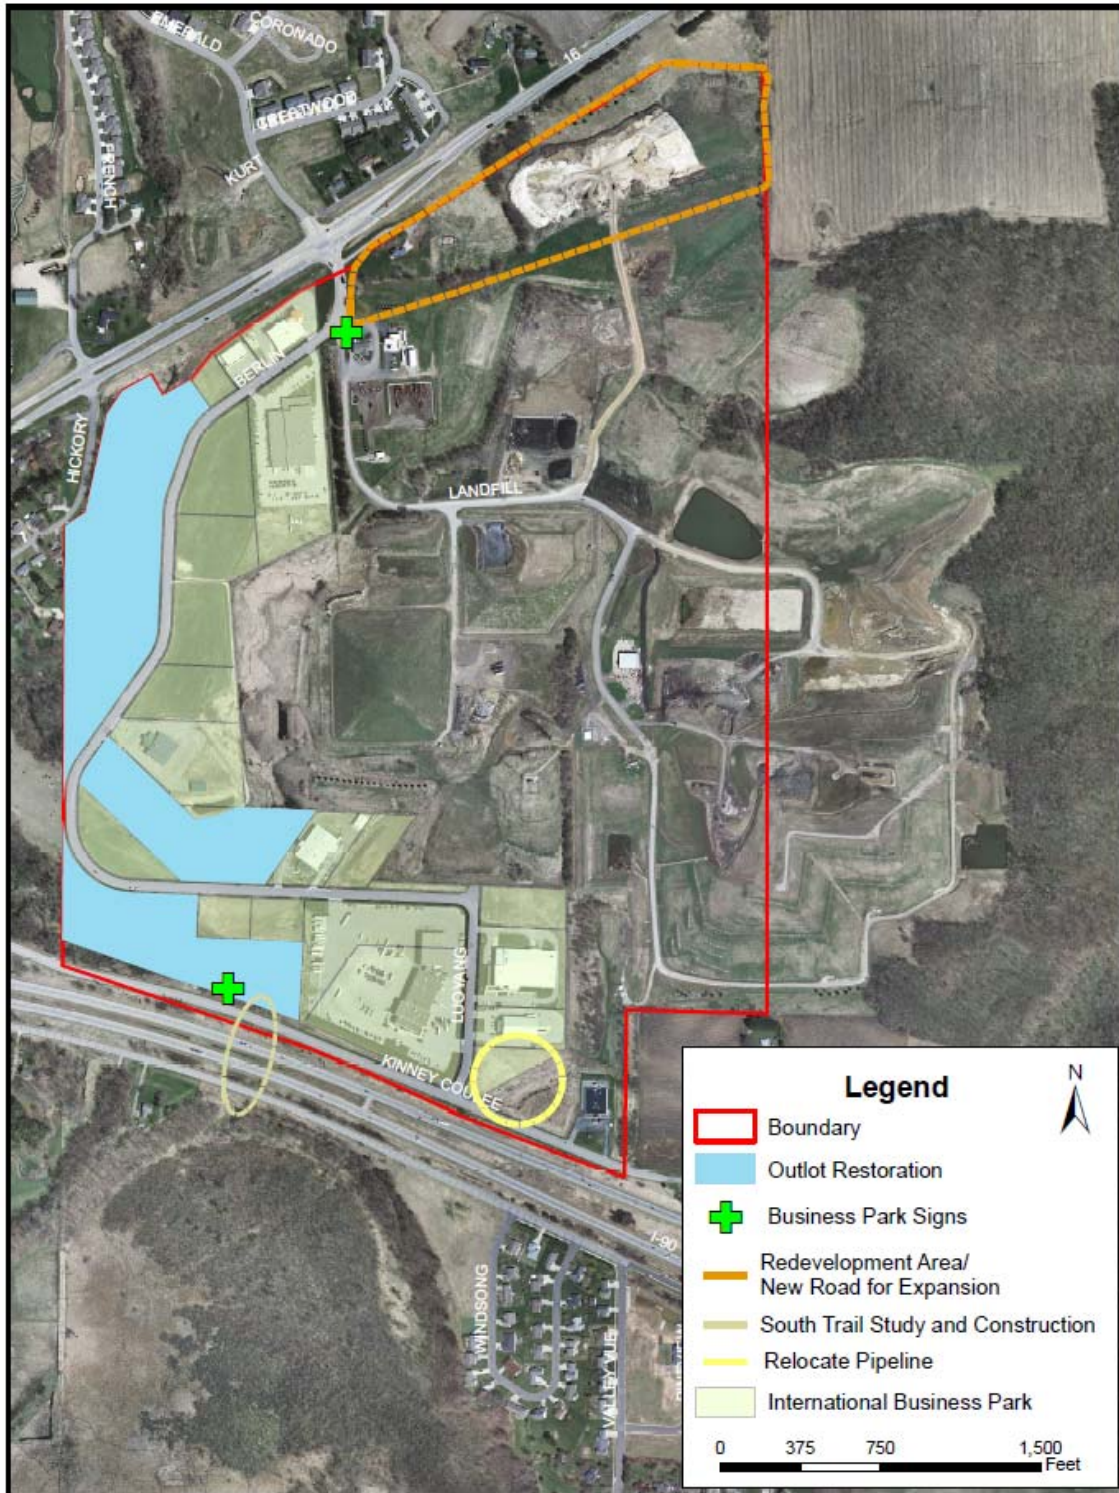 EMERALD
CORONADO
16
CRESTWOOD
FRENCH
KURT
BERLIN
HICKORY
LANDFILL
LUOYANG
KINNEY COULEE
I-90
WINDSONG
VALLEY VUE
Legend
N
Boundary
Outlot Restoration
Business Park Signs
Redevelopment Area/
New Road for Expansion
South Trail Study and Construction
Relocate Pipeline
International Business Park
0 375 750 1,500
Feet